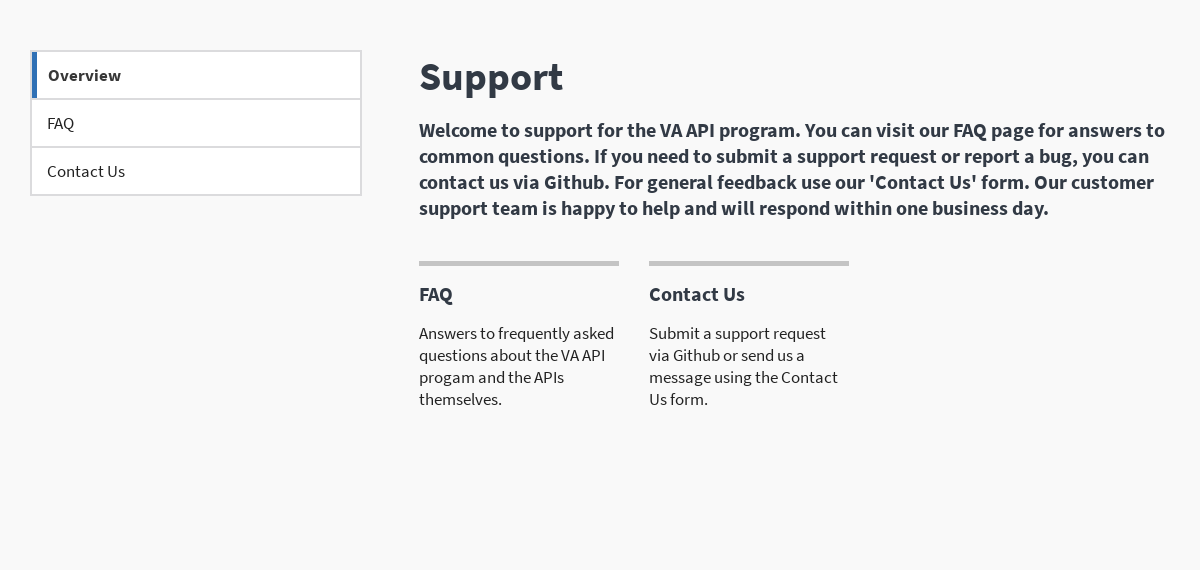 Overview
FAQ
Contact Us
Support
Welcome to support for the VA API program. You can visit our FAQ page for answers to
common questions. If you need to submit a support request or report a bug, you can
contact us via Github. For general feedback use our 'Contact Us' form. Our customer
support team is happy to help and will respond within one business day.
FAQ
Answers to frequently asked
questions about the VA API
progam and the APIs
themselves.
Contact Us
Submit a support request
via Github or send us a
message using the Contact
Us form.